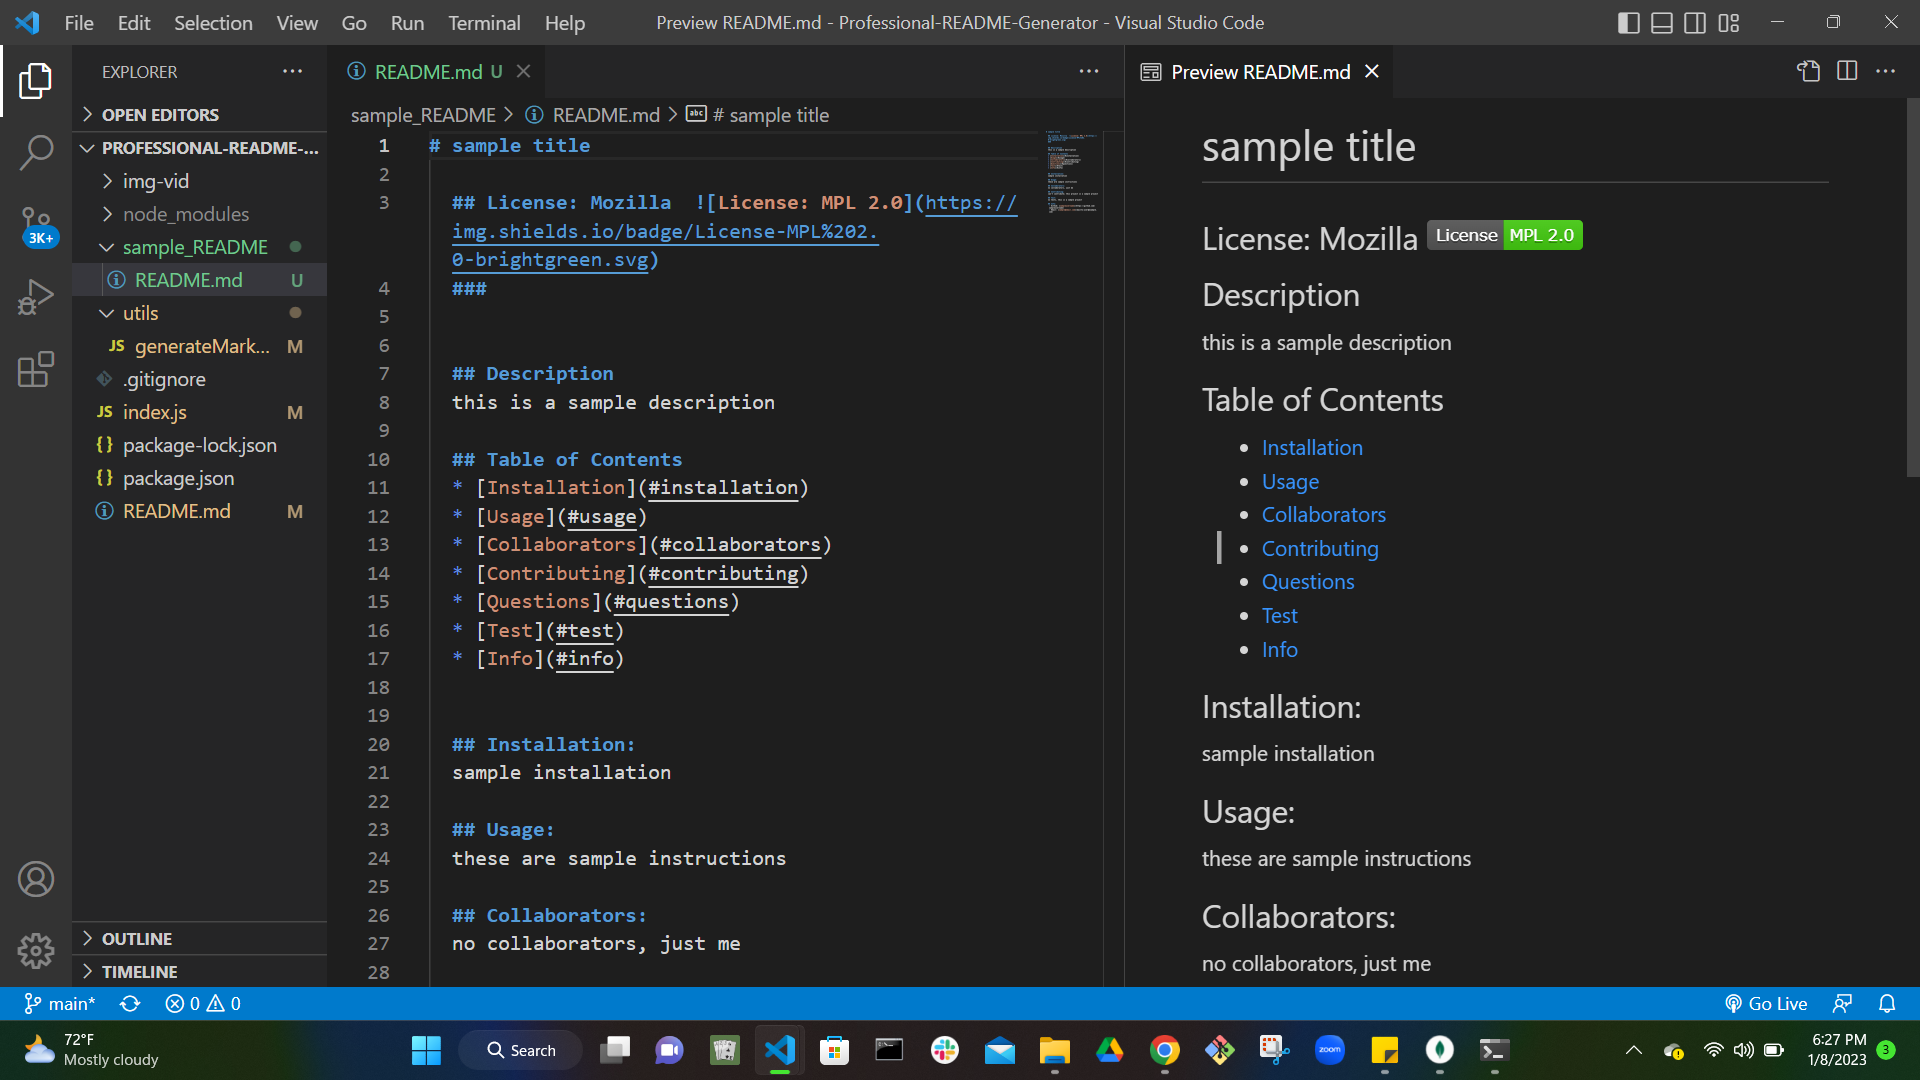 File Edit Selection View Go Run Terminal Help
Preview README.md - Professional-README-Generator - Visual Studio Code
EXPLORER
OPEN EDITORS
PROFESSIONAL-README-...
img-vid
node_modules
sample_README
README.md U
utils
JS generateMark... M
.gitignore
JS index.js M
{} package-lock.json
{} package.json
README.md M
OUTLINE
TIMELINE
3K+
README.md U
sample_README > README.md > # sample title
1 # sample title
2
3 ## License: Mozilla  ![License: MPL 2.0](https://
img.shields.io/badge/License-MPL%202.
0-brightgreen.svg)
4 ###
5
6
7 ## Description
8 this is a sample description
9
10 ## Table of Contents
11 * [Installation](#installation)
12 * [Usage](#usage)
13 * [Collaborators](#collaborators)
14 * [Contributing](#contributing)
15 * [Questions](#questions)
16 * [Test](#test)
17 * [Info](#info)
18
19
20 ## Installation:
21 sample installation
22
23 ## Usage:
24 these are sample instructions
25
26 ## Collaborators:
27 no collaborators, just me
28
Preview README.md
sample title
License: Mozilla License MPL 2.0
Description
this is a sample description
Table of Contents
• Installation
• Usage
• Collaborators
• Contributing
• Questions
• Test
• Info
Installation:
sample installation
Usage:
these are sample instructions
Collaborators:
no collaborators, just me
main* 0 0
Go Live
72°F
Mostly cloudy
Search
zoom
6:27 PM
1/8/2023
3